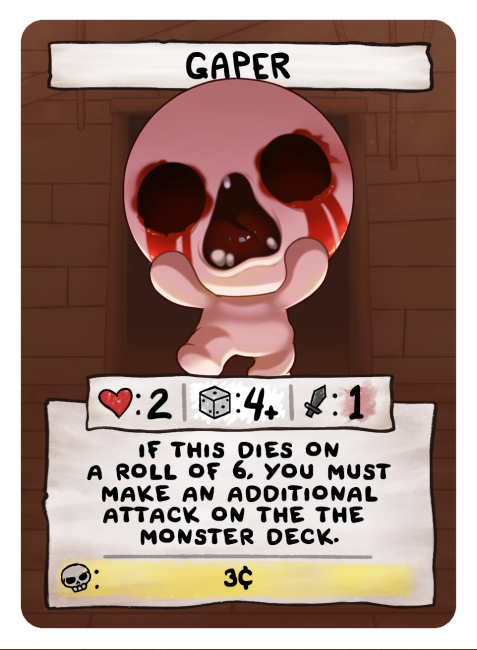 GAPER
:2 :4+ :1
IF THIS DIES ON
A ROLL OF 6, YOU MUST
MAKE AN ADDITIONAL
ATTACK ON THE THE
MONSTER DECK.
: 3¢